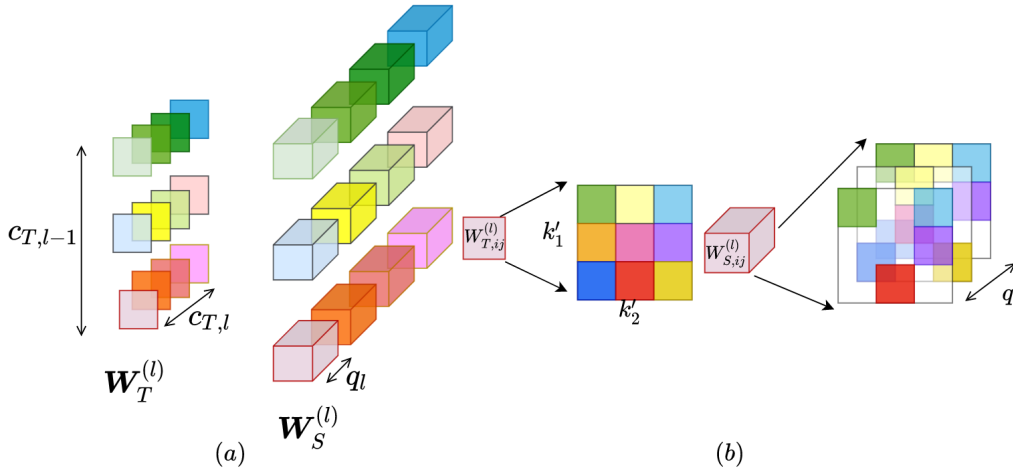 c_{T,l-1}
c_{T,l}
W_T^{(l)}
q_l
W_S^{(l)}
(a)
W_{T,ij}^{(l)}
k'_1
k'_2
W_{S,ij}^{(l)}
q
(b)